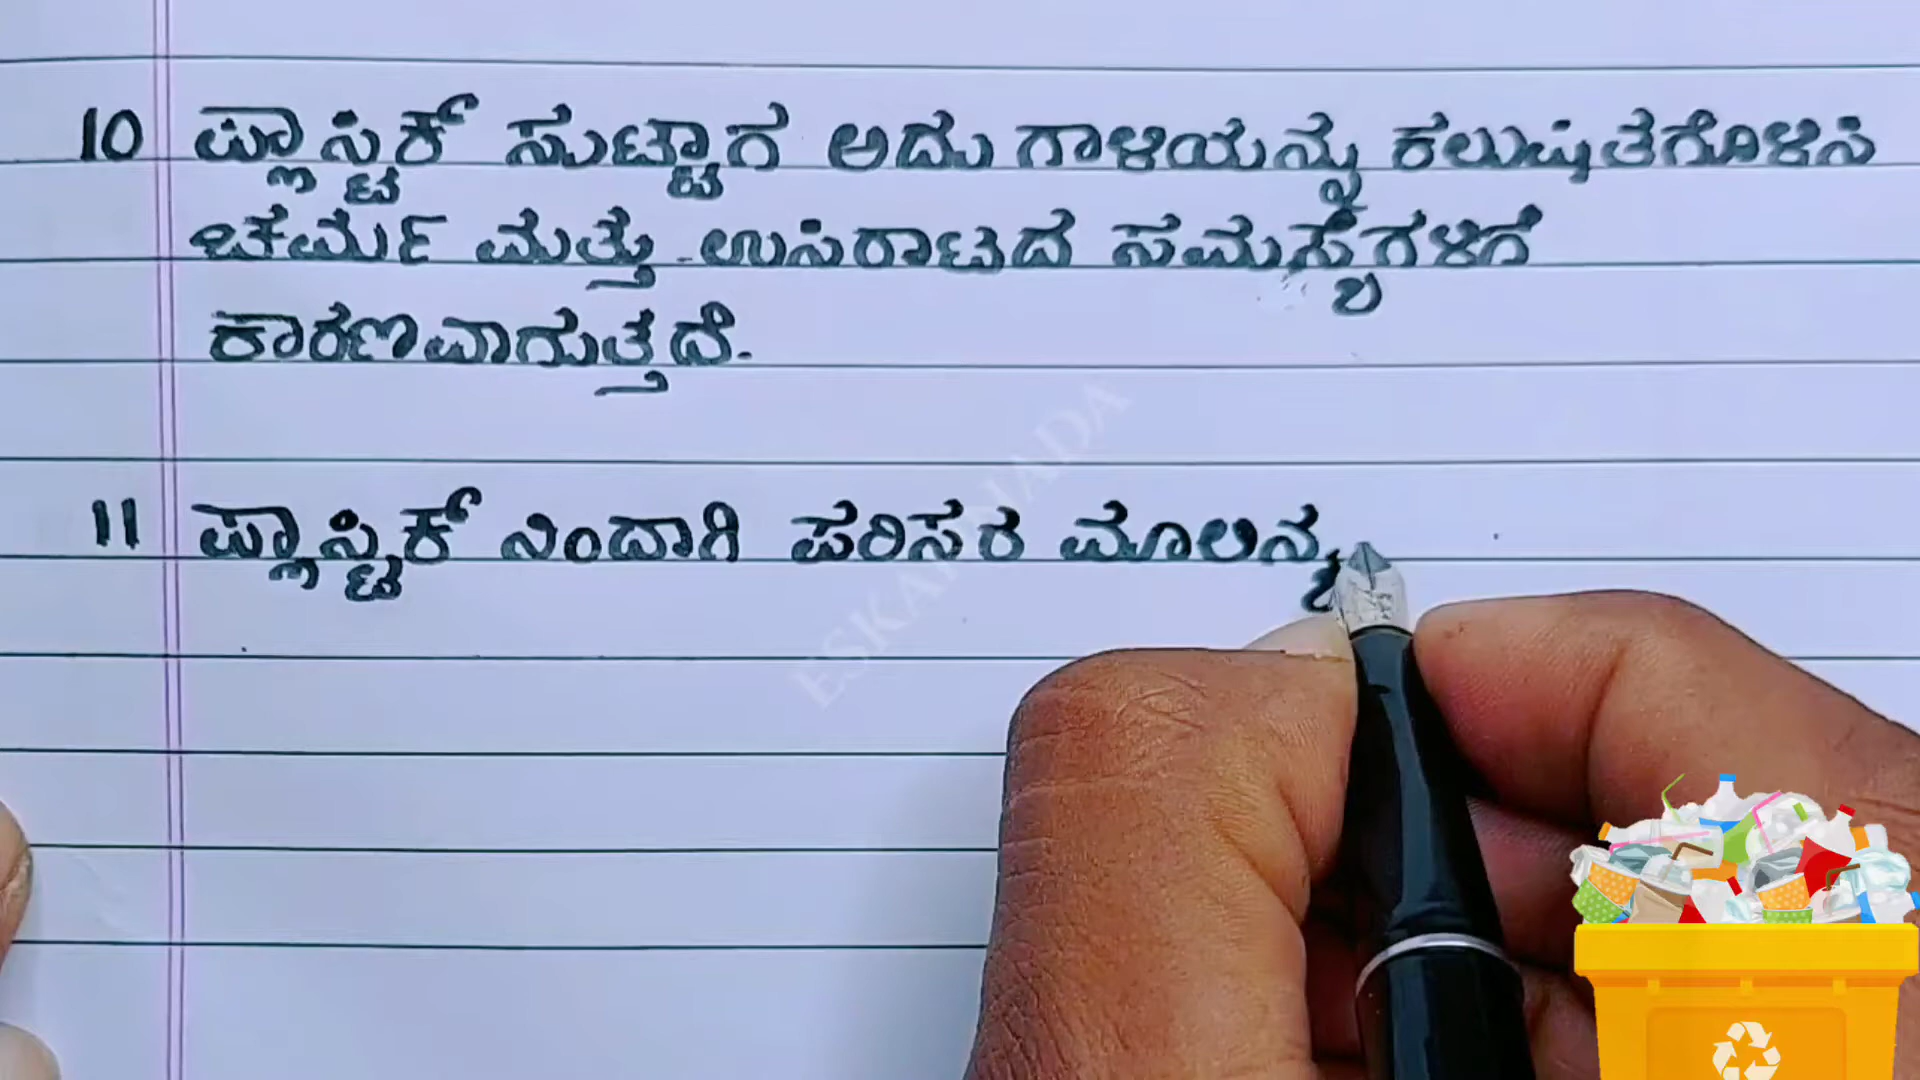 10 ಪ್ಲಾಸ್ಟಿಕ್ ಸುಟ್ಟಾಗ ಅದು ಗಾಳಿಯನ್ನು ಕಲುಷಿತಗೊಳಿಸಿ
ಚರ್ಮ ಮತ್ತು ಉಸಿರಾಟದ ಸಮಸ್ಯೆಗಳಿಗೆ
ಕಾರಣವಾಗುತ್ತದೆ.
11 ಪ್ಲಾಸ್ಟಿಕ್ ನಿಂದಾಗಿ ಪರಿಸರ ಮಾಲಿನ್ಯ